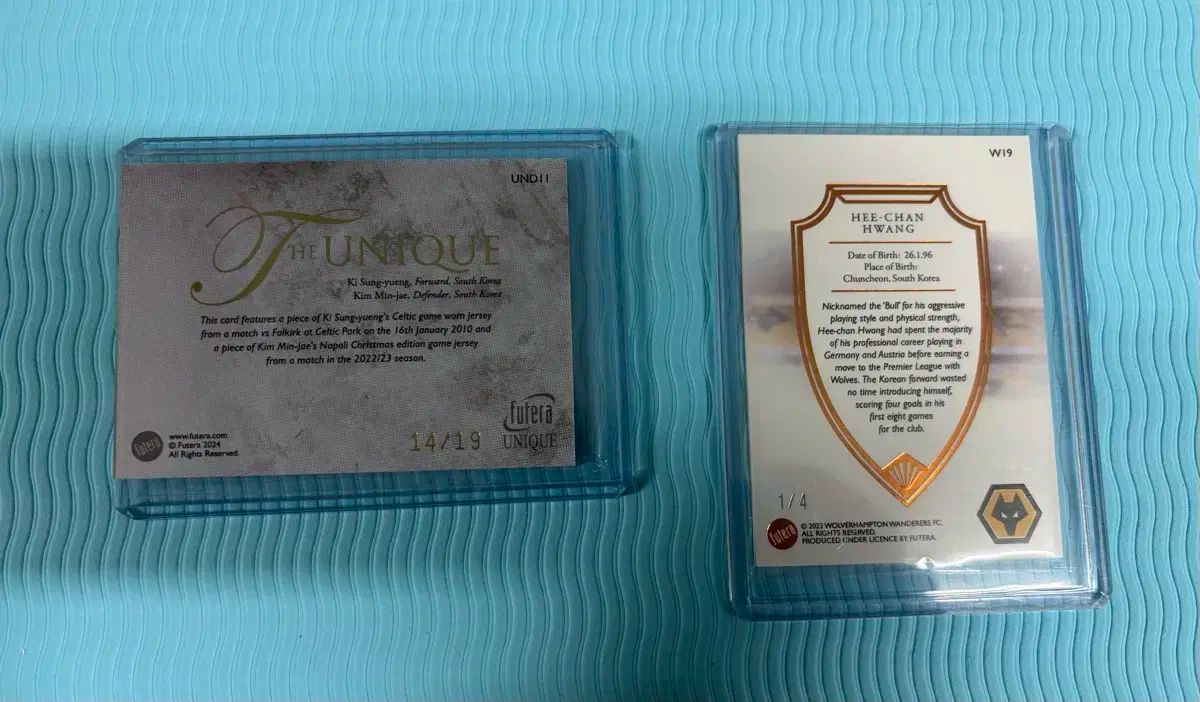 UND11
THE UNIQUE
Ki Sung-yueng, Forward, South Korea
Kim Min-jae, Defender, South Korea
This card features a piece of Ki Sung-yueng's Celtic game worn jersey
from a match vs Falkirk at Celtic Park on the 16th January 2010 and
a piece of Kim Min-Jae's Napoli Christmas edition game jersey
from a match in the 2022/23 season.
futera
www.futera.com
© Futera 2024
All Rights Reserved.
14/19
futera
UNIQUE
W19
HEE-CHAN
HWANG
Date of Birth: 26.1.96
Place of Birth:
Chuncheon, South Korea
Nicknamed the 'Bull' for his aggressive
playing style and physical strength,
Hee-chan Hwang had spent the majority
of his professional career playing in
Germany and Austria before earning a
move to the Premier League with
Wolves. The Korean forward wasted
no time introducing himself,
scoring four goals in his
first eight games
for the club.
1/4
futera
© 2022 WOLVERHAMPTON WANDERERS FC.
ALL RIGHTS RESERVED.
PRODUCED UNDER LICENCE BY FUTERA.